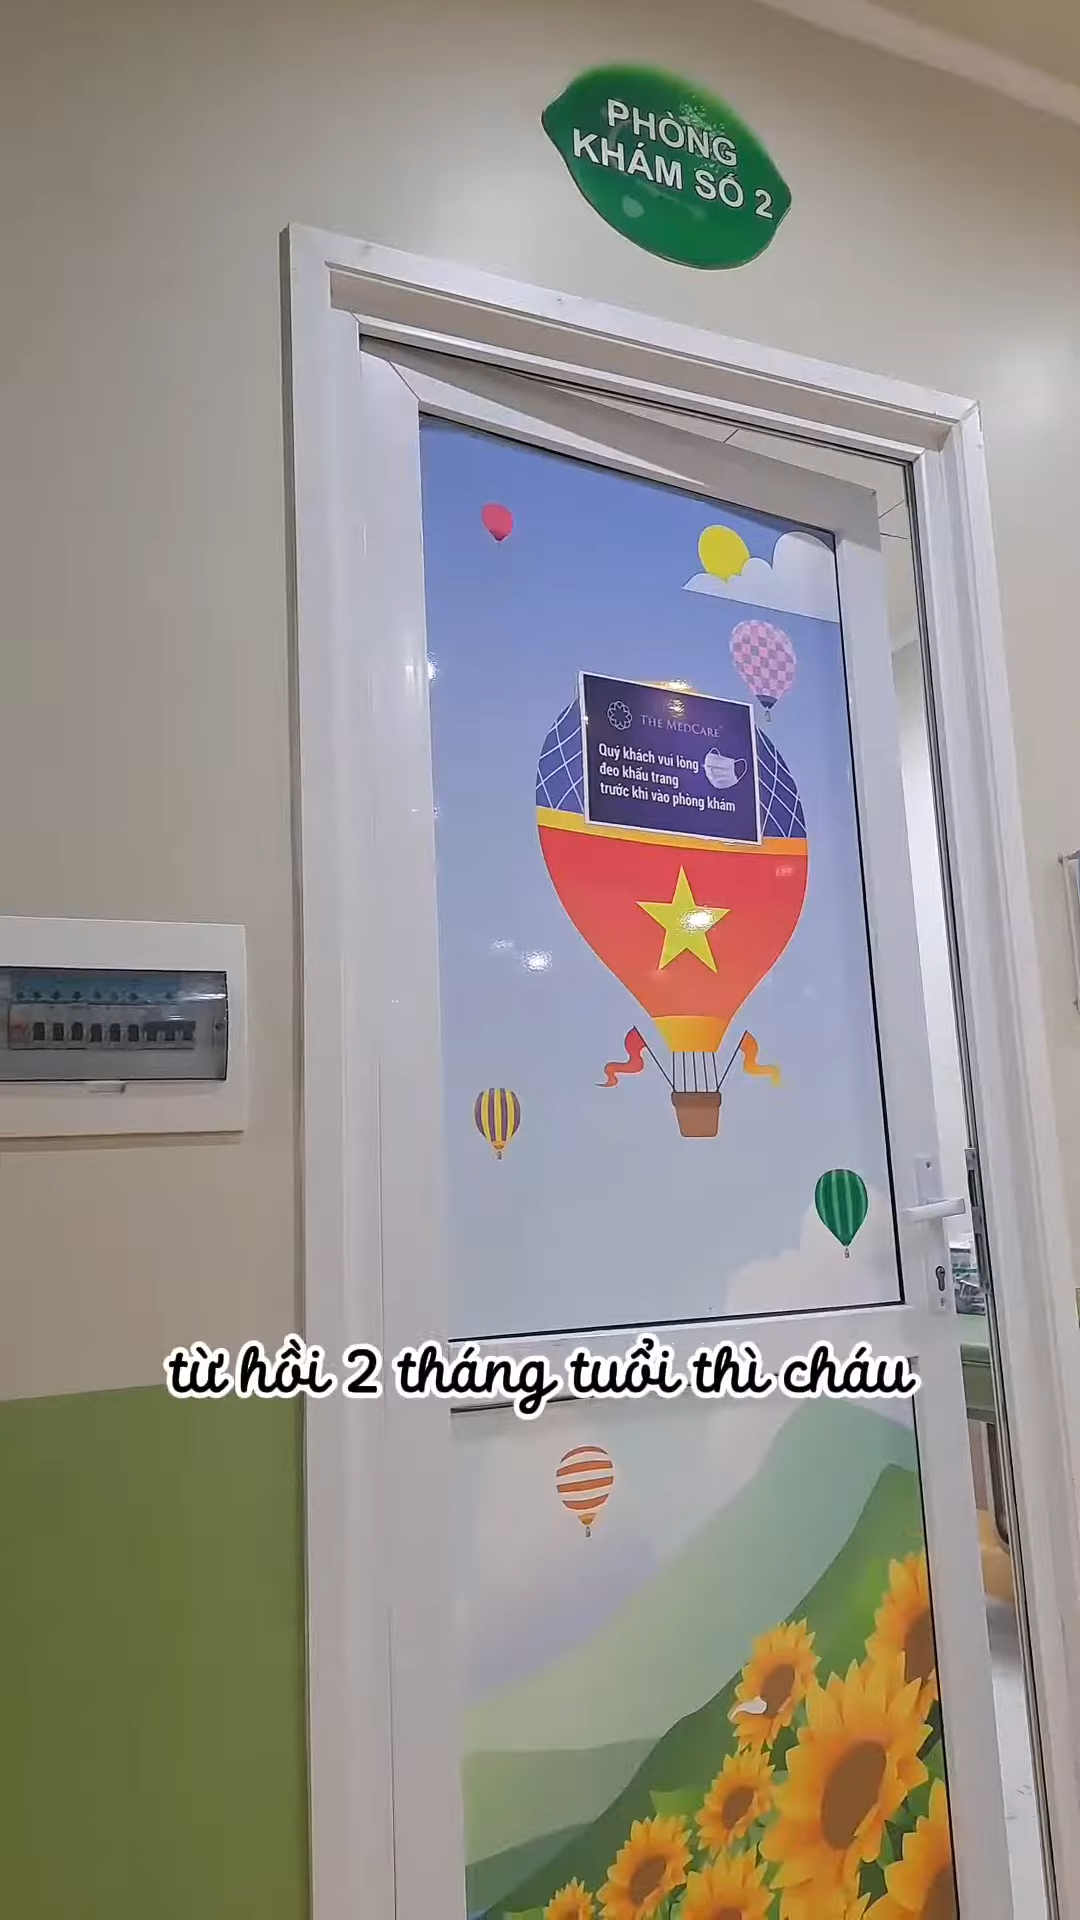 PHÒNG
KHÁM SỐ 2
THE MEDCARE
Quý khách vui lòng
đeo khẩu trang
trước khi vào phòng khám
từ hồi 2 tháng tuổi thì cháu